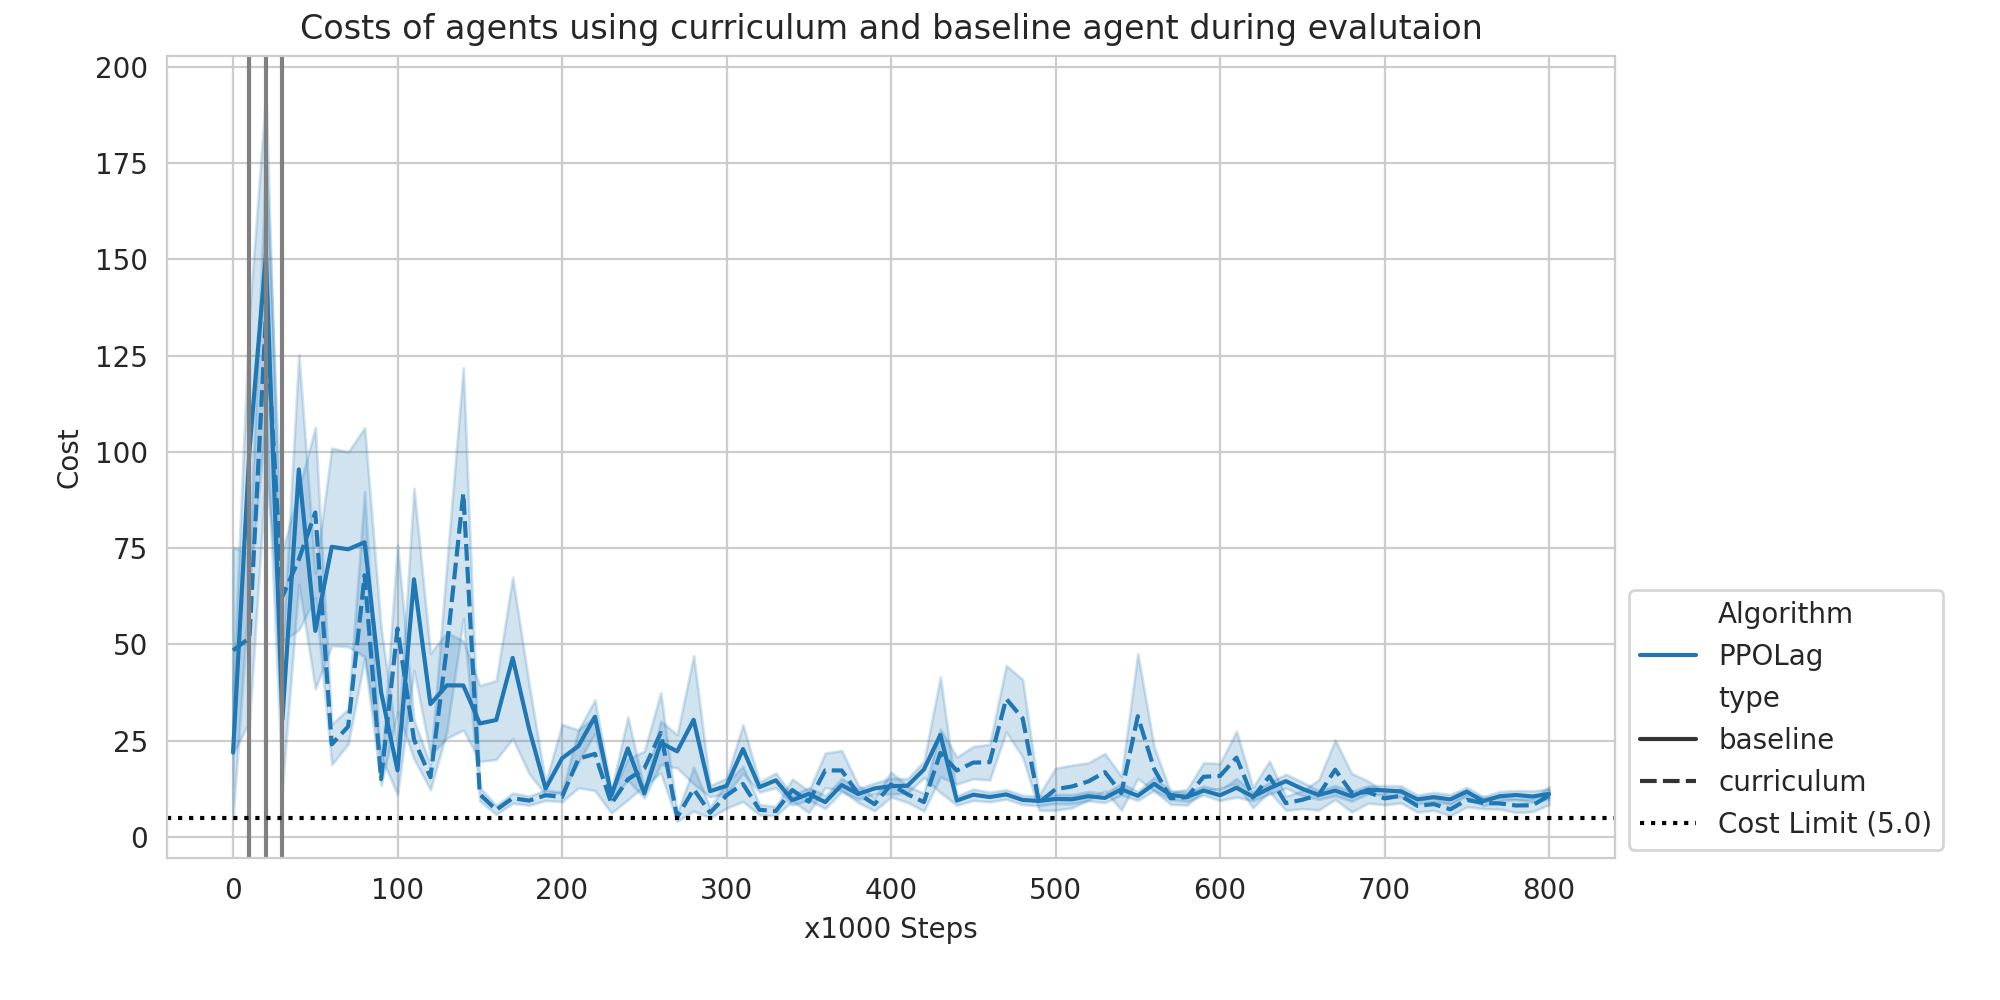 Costs of agents using curriculum and baseline agent during evalutaion
200
175
150
125
100
75
50
25
0
Cost
0 100 200 300 400 500 600 700 800
x1000 Steps
Algorithm
PPOLag
type
baseline
curriculum
Cost Limit (5.0)